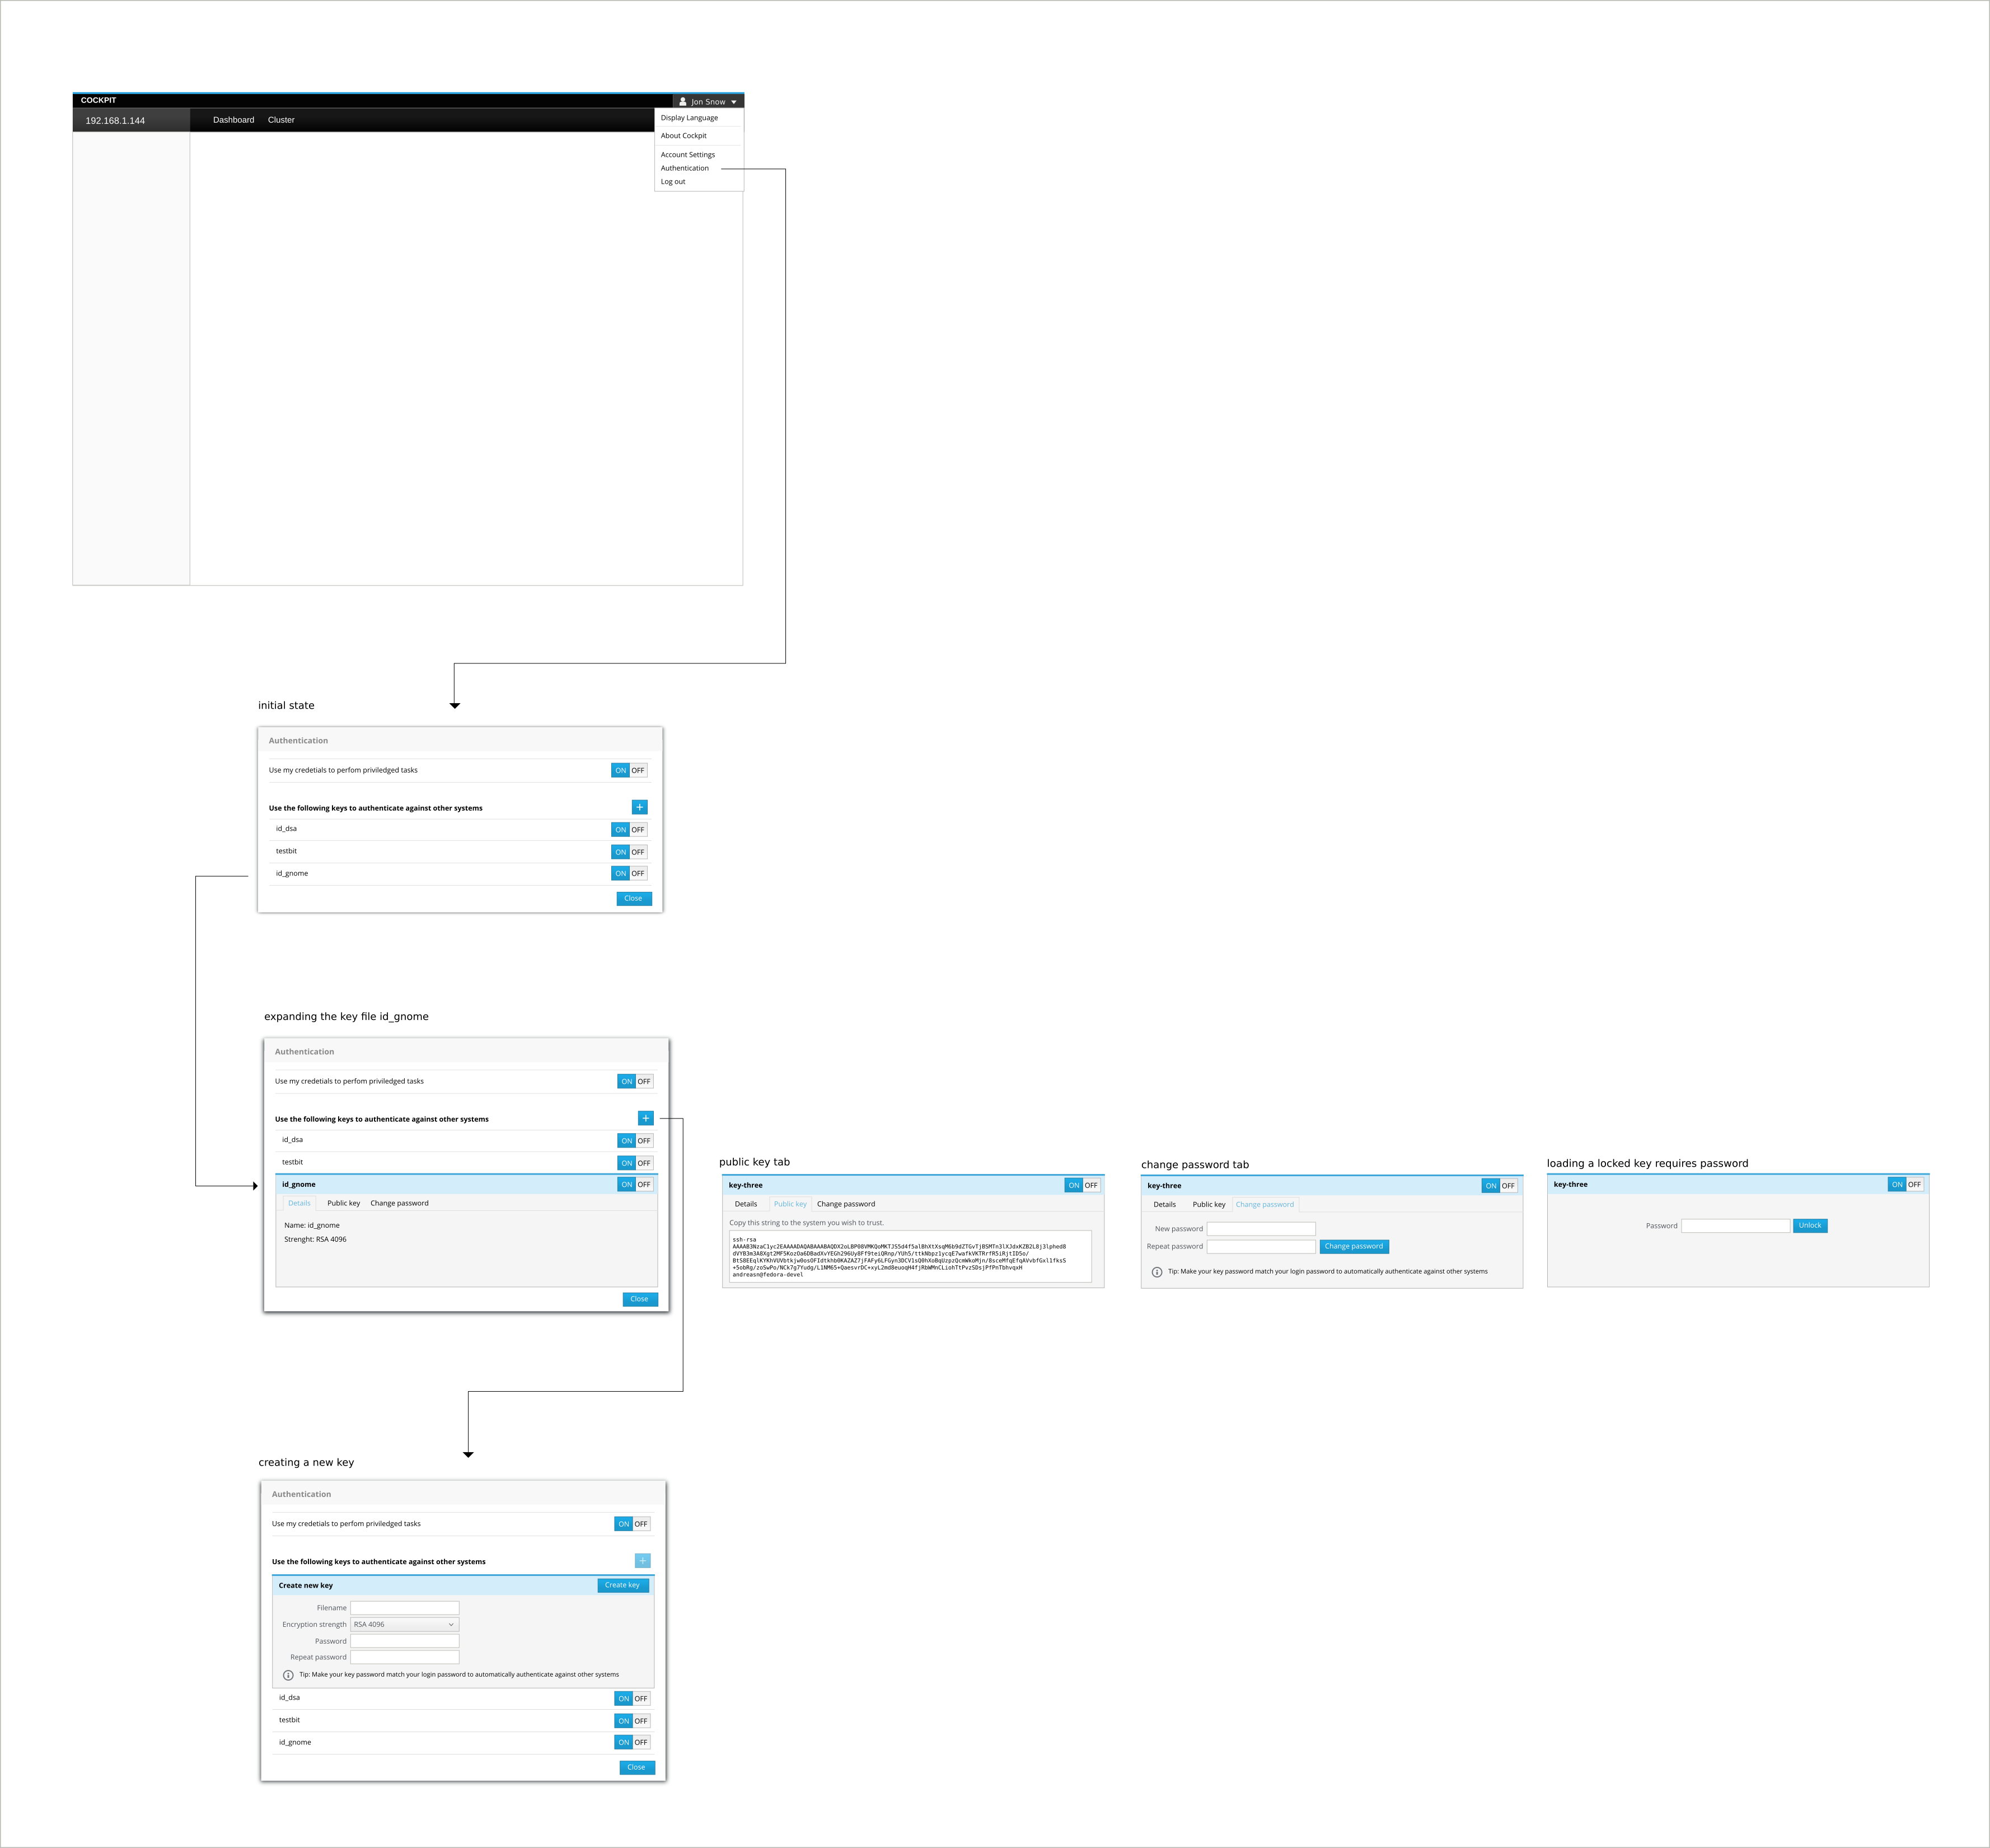 COCKPIT
Jon Snow
192.168.1.144
Dashboard
Cluster
Display Language
About Cockpit
Account Settings
Authentication
Log out
initial state
Authentication
Use my credetials to perfom priviledged tasks
ON OFF
Use the following keys to authenticate against other systems
+
id_dsa
ON OFF
testbit
ON OFF
id_gnome
ON OFF
Close
expanding the key file id_gnome
Authentication
Use my credetials to perfom priviledged tasks
ON OFF
Use the following keys to authenticate against other systems
+
id_dsa
ON OFF
testbit
ON OFF
id_gnome
ON OFF
Details
Public key
Change password
Name: id_gnome
Strenght: RSA 4096
Close
public key tab
key-three
ON OFF
Details
Public key
Change password
Copy this string to the system you wish to trust.
ssh-rsa
andreasn@fedora-devel
change password tab
key-three
ON OFF
Details
Public key
Change password
New password
Repeat password
Change password
Tip: Make your key password match your login password to automatically authenticate against other systems
loading a locked key requires password
key-three
ON OFF
Password
Unlock
creating a new key
Authentication
Use my credetials to perfom priviledged tasks
ON OFF
Use the following keys to authenticate against other systems
+
Create new key
Create key
Filename
Encryption strength
RSA 4096
Password
Repeat password
Tip: Make your key password match your login password to automatically authenticate against other systems
id_dsa
ON OFF
testbit
ON OFF
id_gnome
ON OFF
Close